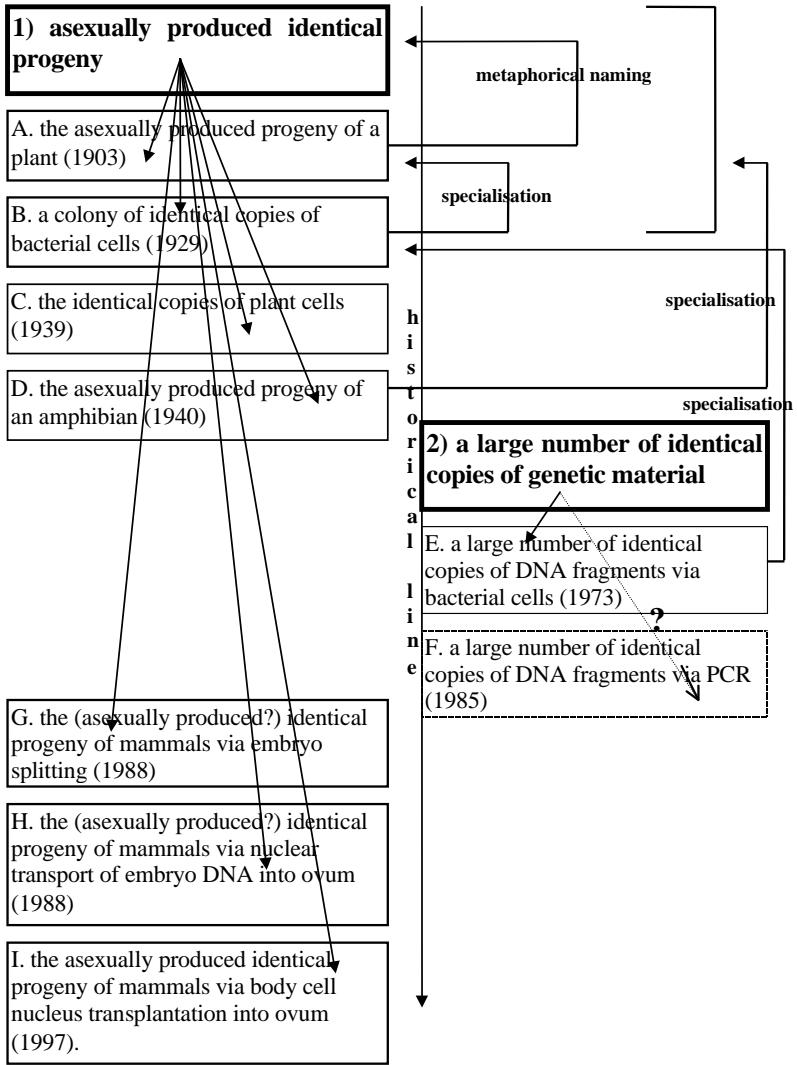 1) asexually produced identical
progeny
metaphorical naming
A. the asexually produced progeny of a
plant (1903)
specialisation
B. a colony of identical copies of
bacterial cells (1929)
C. the identical copies of plant cells
(1939)
specialisation
D. the asexually produced progeny of
an amphibian (1940)
specialisation
historical line
2) a large number of identical
copies of genetic material
E. a large number of identical
copies of DNA fragments via
bacterial cells (1973)
?
F. a large number of identical
copies of DNA fragments via PCR
(1985)
G. the (asexually produced?) identical
progeny of mammals via embryo
splitting (1988)
H. the (asexually produced?) identical
progeny of mammals via nuclear
transport of embryo DNA into ovum
(1988)
I. the asexually produced identical
progeny of mammals via body cell
nucleus transplantation into ovum
(1997).